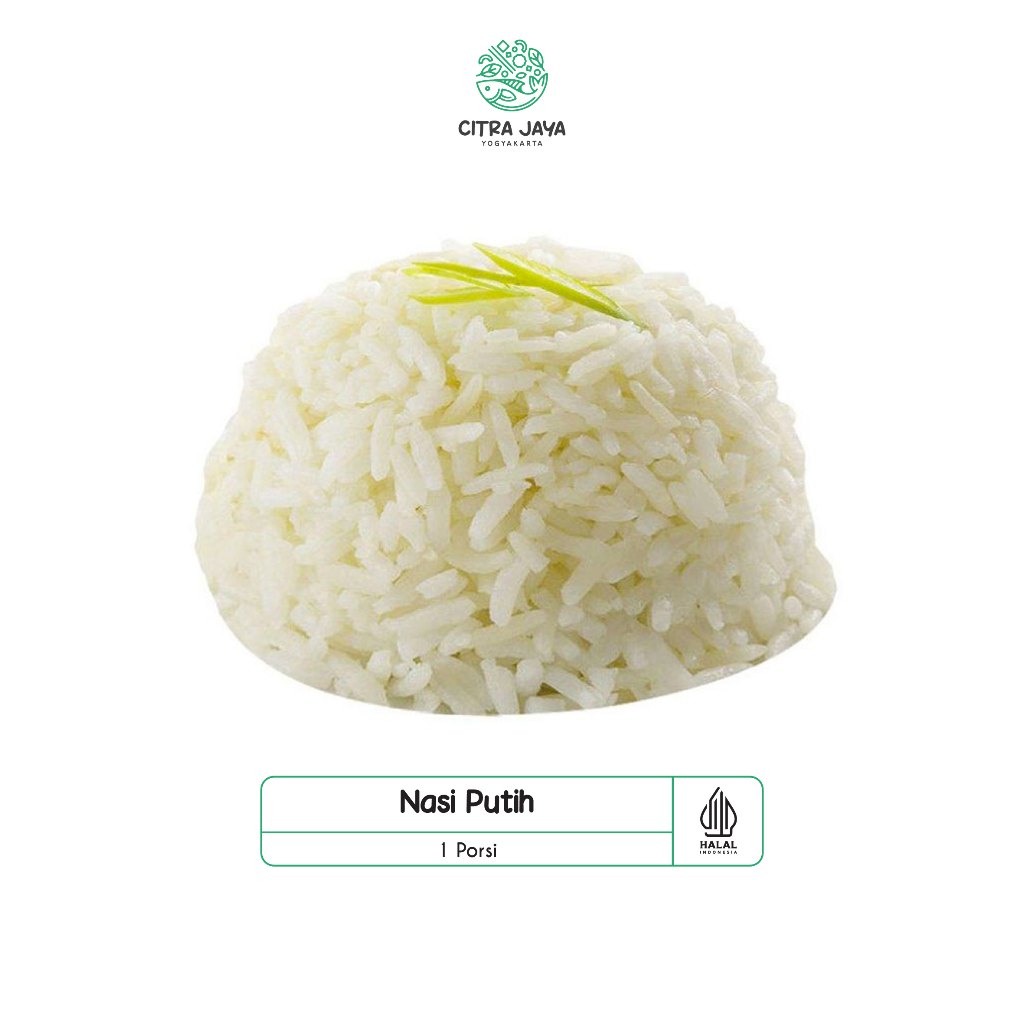 CITRA JAYA
YOGYAKARTA
Nasi Putih
1 Porsi
HALAL
INDONESIA